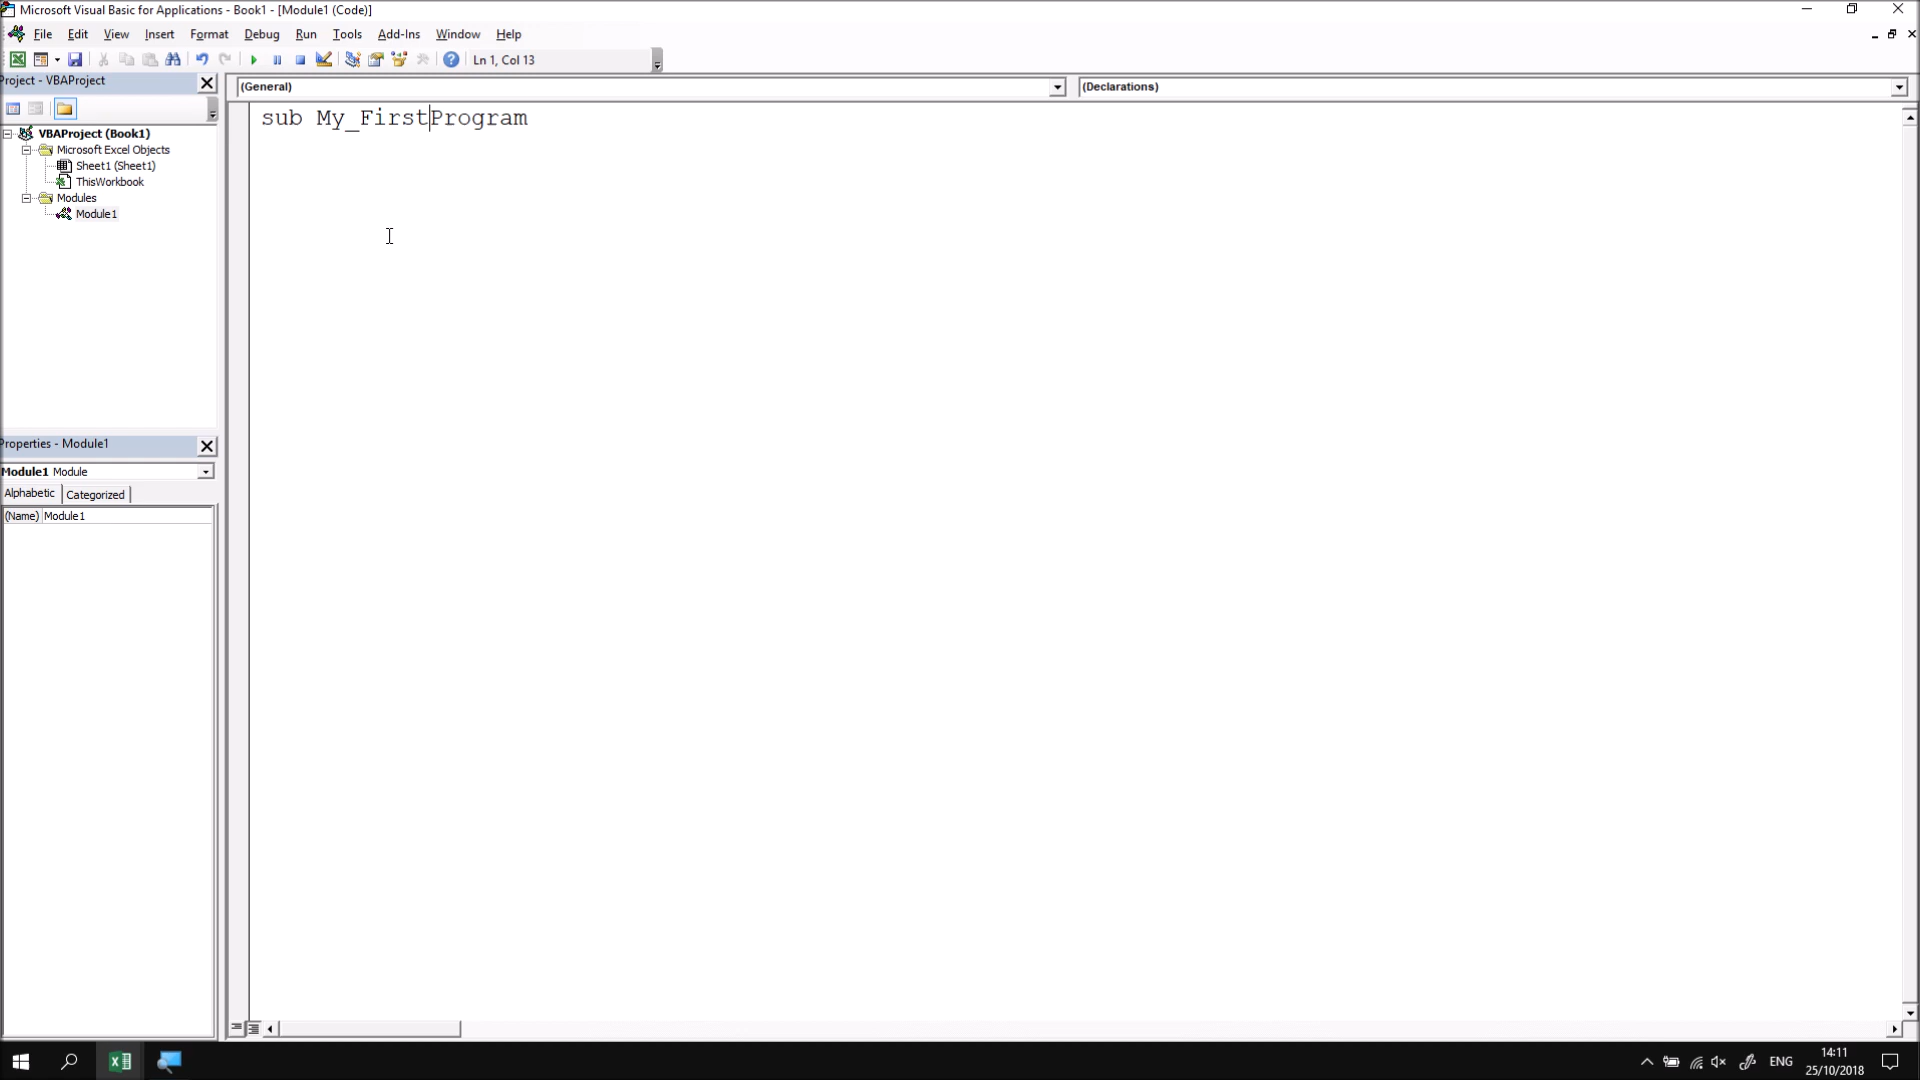 Microsoft Visual Basic for Applications - Book1 - [Module1 (Code)]
File Edit View Insert Format Debug Run Tools Add-Ins Window Help
Ln 1, Col 13
Project - VBAProject
(General)
(Declarations)
sub My_FirstProgram
VBAProject (Book1)
Microsoft Excel Objects
Sheet1 (Sheet1)
ThisWorkbook
Modules
Module1
Properties - Module1
Module1 Module
Alphabetic Categorized
(Name) Module1
ENG
14:11
25/10/2018